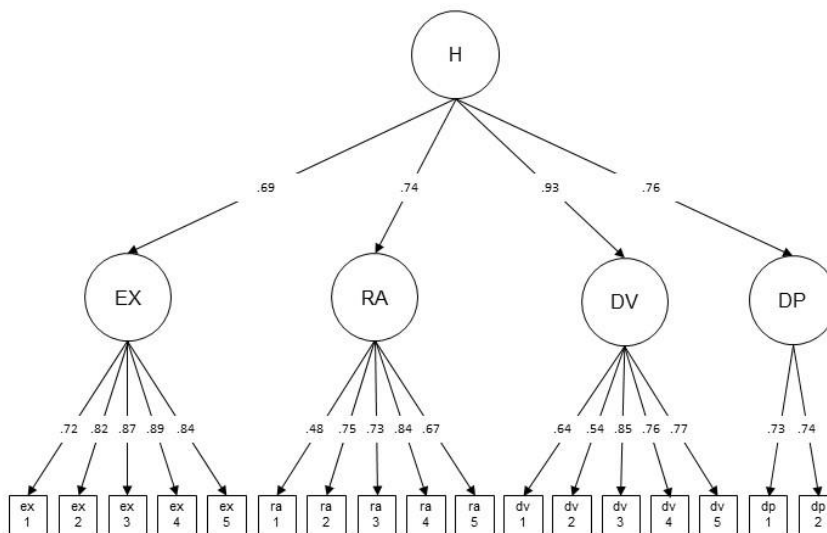 H
.69
.74
.93
.76
EX
RA
DV
DP
.72 .82 .87 .89 .84
.48 .75 .73 .84 .67
.64 .54 .85 .76 .77
.73 .74
ex
1
ex
2
ex
3
ex
4
ex
5
ra
1
ra
2
ra
3
ra
4
ra
5
dv
1
dv
2
dv
3
dv
4
dv
5
dp
1
dp
2